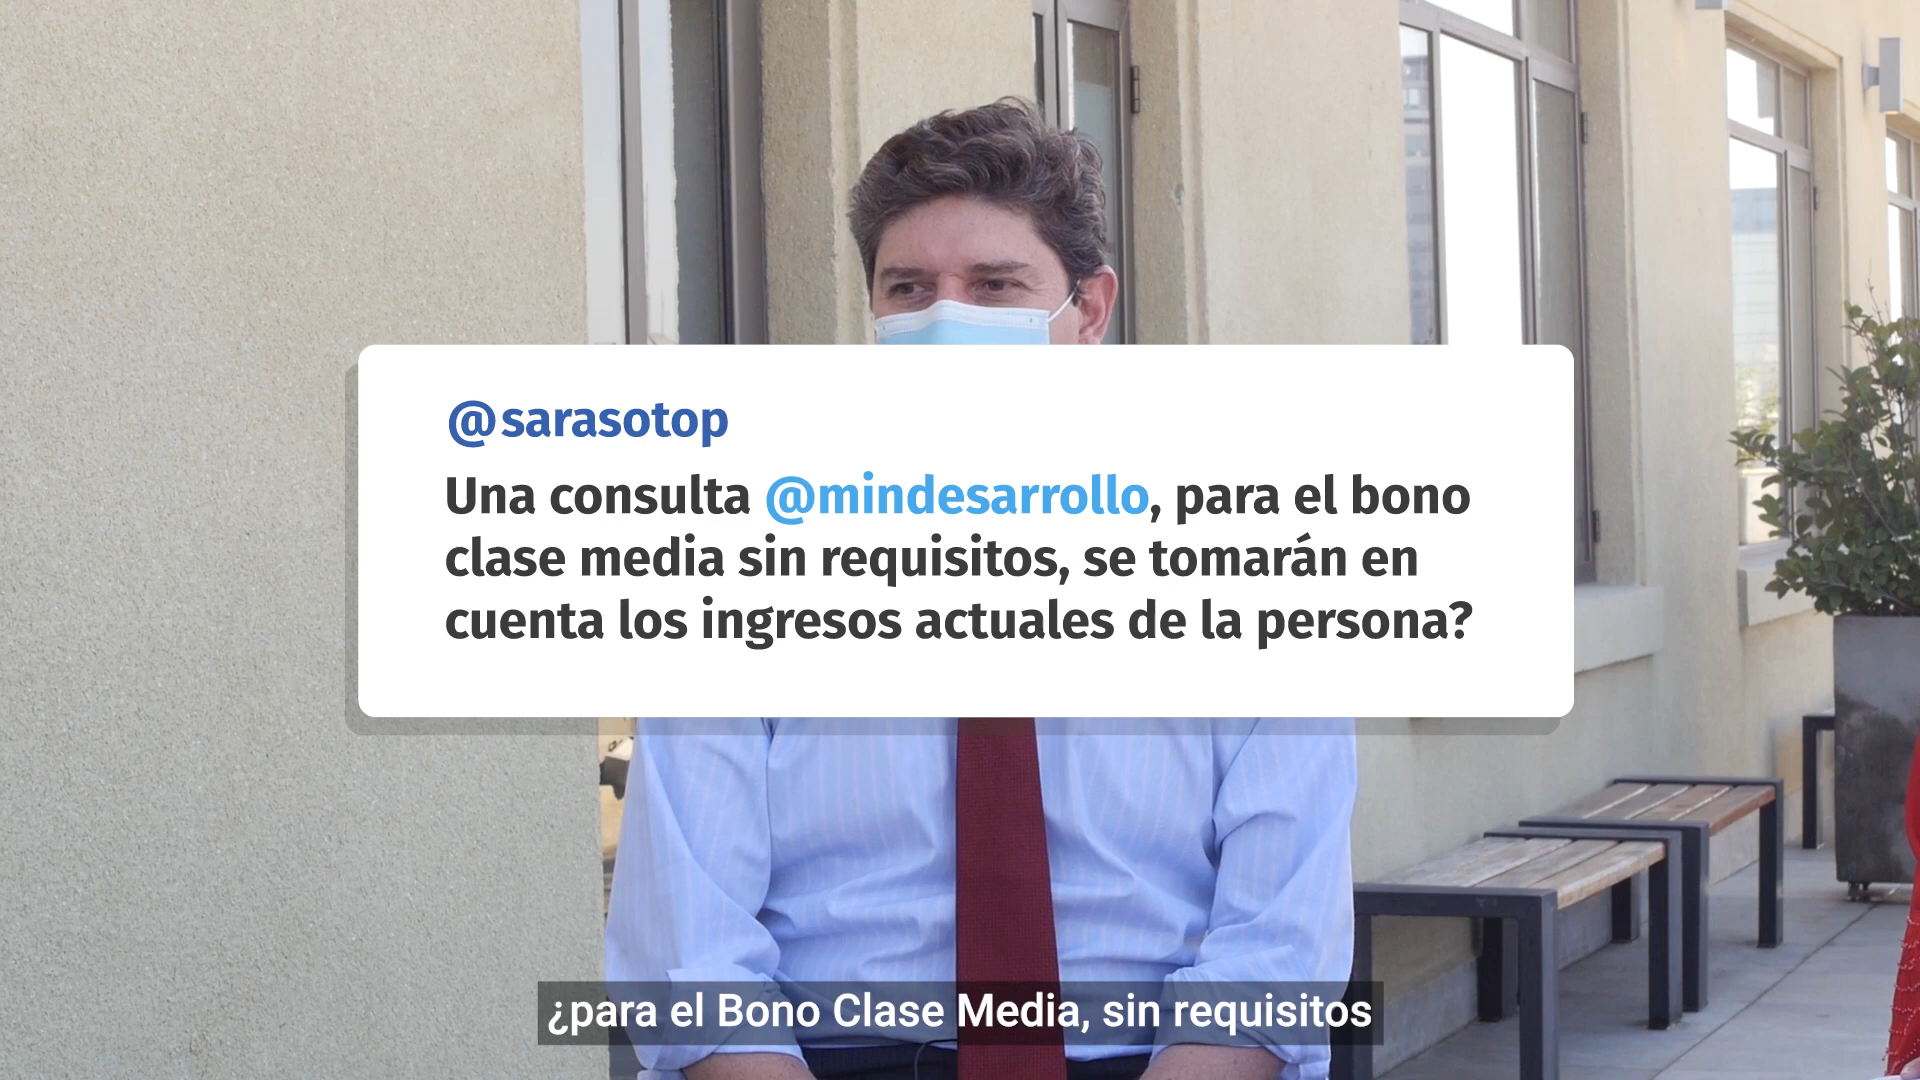 @sarasotop
Una consulta @mindesarrollo, para el bono
clase media sin requisitos, se tomarán en
cuenta los ingresos actuales de la persona?
¿para el Bono Clase Media, sin requisitos